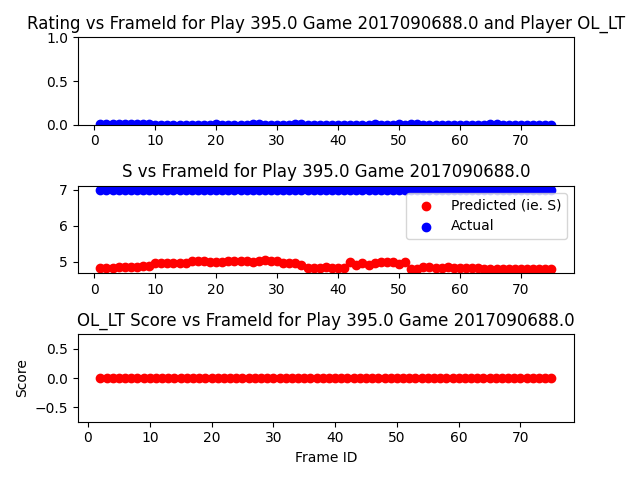 Rating vs FrameId for Play 395.0 Game 2017090688.0 and Player OL_LT
1.0
0.5
0.0
0 10 20 30 40 50 60 70
S vs FrameId for Play 395.0 Game 2017090688.0
7
6
5
Predicted (ie. S)
Actual
0 10 20 30 40 50 60 70
OL_LT Score vs FrameId for Play 395.0 Game 2017090688.0
Score
0.5
0.0
−0.5
0 10 20 30 40 50 60 70
Frame ID